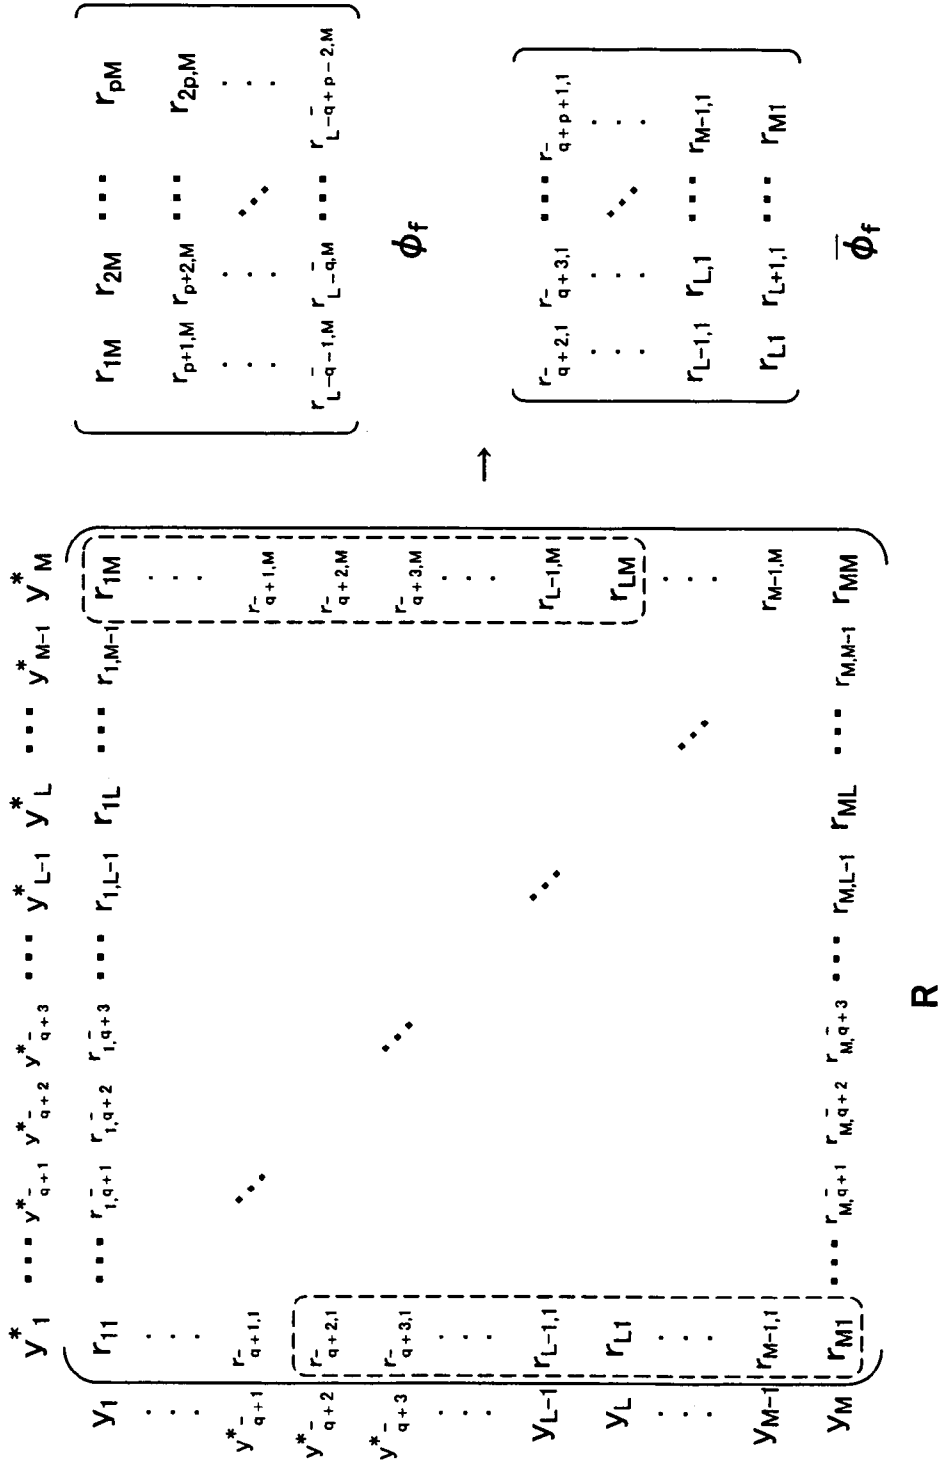 y*1 ▪▪▪ y*q̄+1 y*q̄+2 y*q̄+3 ▪▪▪ y*L−1 y*L ▪▪▪ y*M−1 y*M
y1 r11 ▪▪▪ r1,q̄+1 r1,q̄+2 r1,q̄+3 ▪▪▪ r1,L−1 r1L ▪▪▪ r1,M−1 r1M
y*q̄+1 rq̄+1,1 rq̄+1,M
y*q̄+2 rq̄+2,1 rq̄+2,M
y*q̄+3 rq̄+3,1 rq̄+3,M
yL−1 rL−1,1 rL−1,M
yL rL1 rLM
yM−1 rM−1,1 rM−1,M
yM rM1 ▪▪▪ rM,q̄+1 rM,q̄+2 rM,q̄+3 ▪▪▪ rM,L−1 rML ▪▪▪ rM,M−1 rMM
R
→
r1M r2M ▪▪▪ rpM
rp+1,M rp+2,M ▪▪▪ r2p,M
rL−q̄−1,M rL−q̄,M ▪▪▪ rL−q̄+p−2,M
ϕf
rq̄+2,1 rq̄+3,1 ▪▪▪ rq̄+p+1,1
rL−1,1 rL,1 ▪▪▪ rM−1,1
rL1 rL+1,1 ▪▪▪ rM1
ϕ̄f